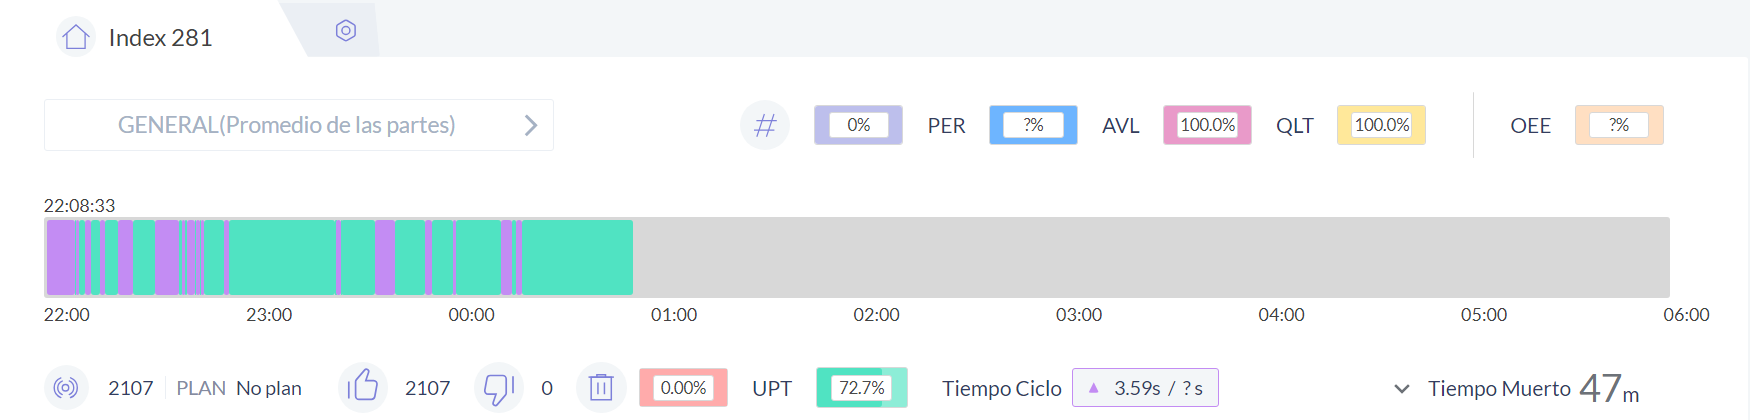 Index 281
GENERAL(Promedio de las partes)
0% PER ?% AVL 100.0% QLT 100.0% OEE ?%
22:08:33
22:00 23:00 00:00 01:00 02:00 03:00 04:00 05:00 06:00
2107 PLAN No plan 2107 0 0.00% UPT 72.7% Tiempo Ciclo ▲ 3.59s / ? s Tiempo Muerto 47m